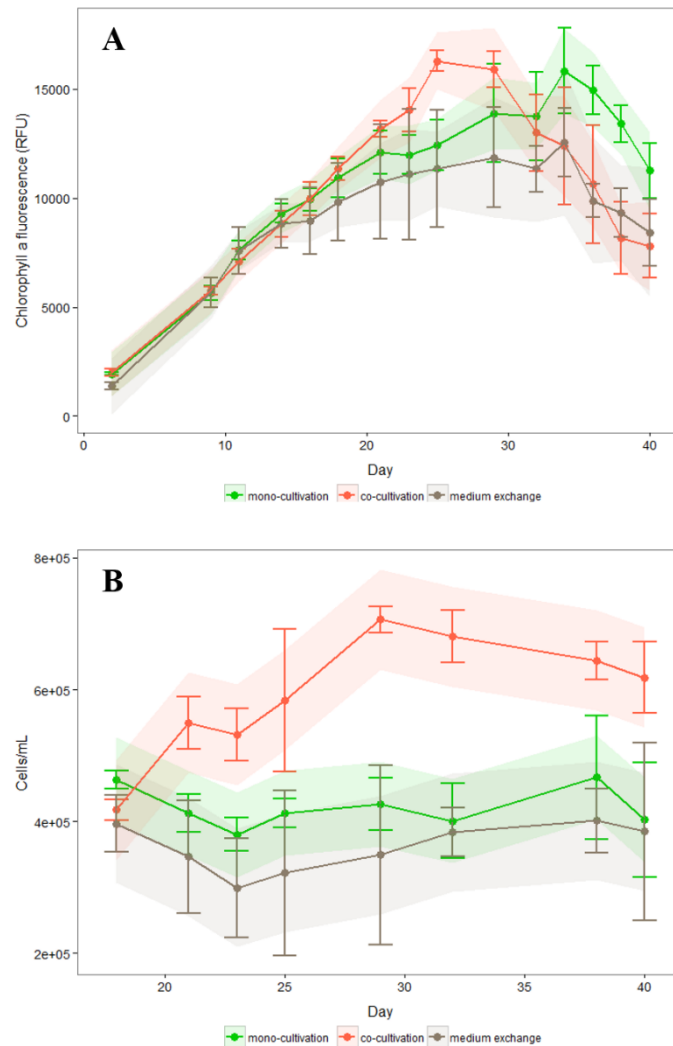 A
Chlorophyll a fluorescence (RFU)
15000
10000
5000
0
0 10 20 30 40
Day
mono-cultivation co-cultivation medium exchange
B
Cells/mL
8e+05
6e+05
4e+05
2e+05
20 25 30 35 40
Day
mono-cultivation co-cultivation medium exchange